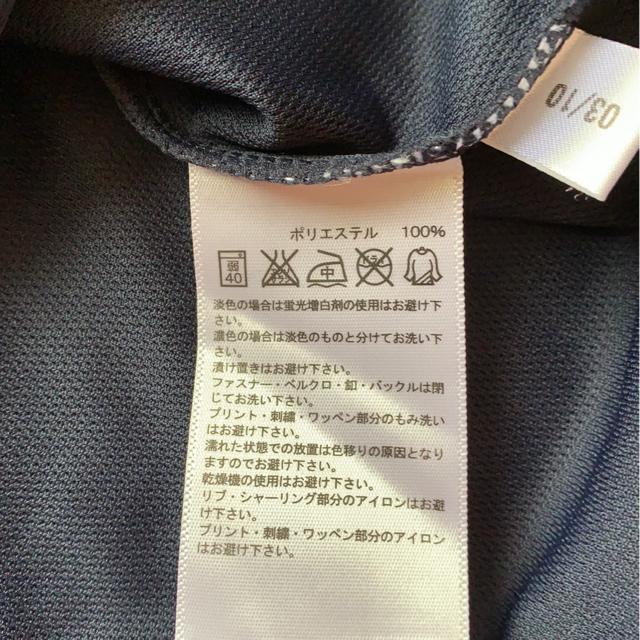 03/10
ポリエステル 100%
弱 40 エンソ サラシ 中 ドライ
淡色の場合は蛍光増白剤の使用はお避け下
さい。
濃色の場合は淡色のものと分けてお洗い下
さい。
漬け置きはお避け下さい。
ファスナー・ベルクロ・釦・バックルは閉
じてお洗い下さい。
プリント・刺繍・ワッペン部分のもみ洗い
はお避け下さい。
濡れた状態での放置は色移りの原因となり
ますのでお避け下さい。
乾燥機の使用はお避け下さい。
リブ・シャーリング部分のアイロンはお避
け下さい。
プリント・刺繍・ワッペン部分のアイロン
はお避け下さい。